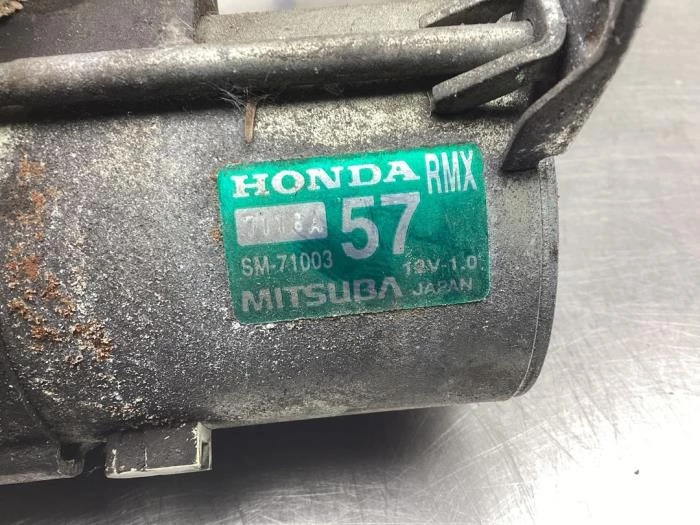 HONDA RMX
57
SM-71003 12V-1.0
MITSUBA JAPAN